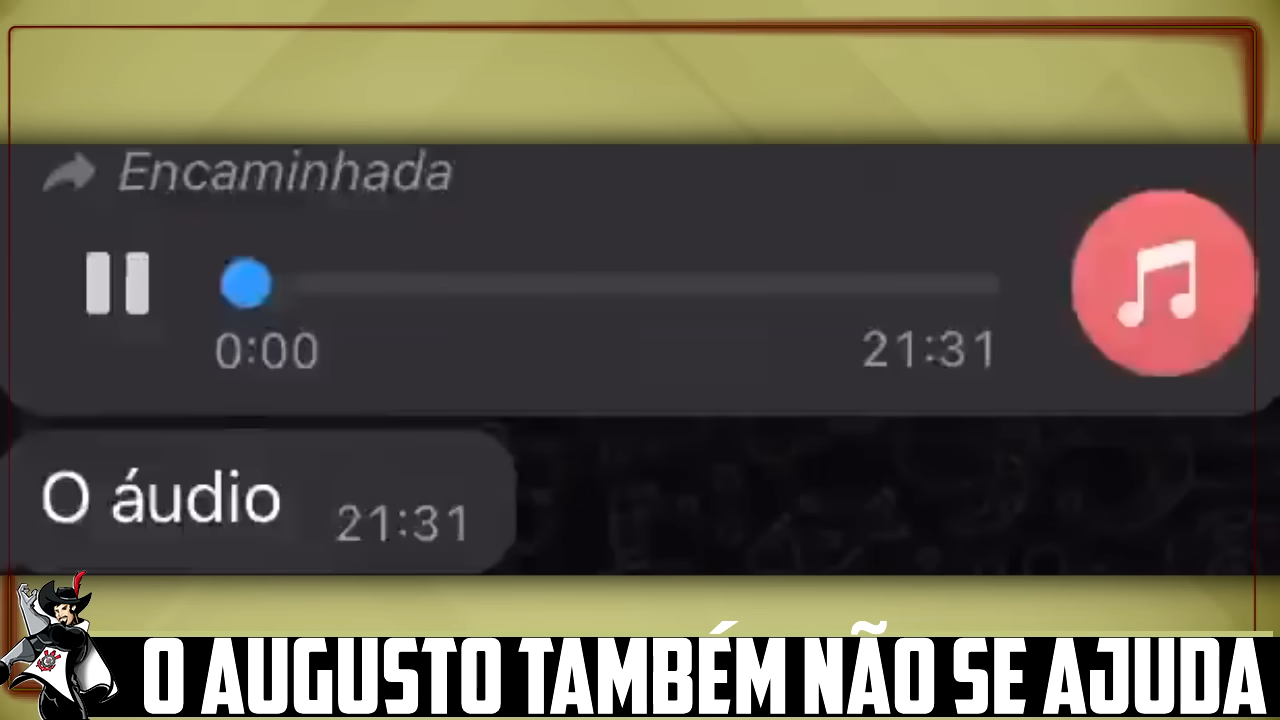 Encaminhada
0:00
21:31
O áudio
21:31
O AUGUSTO TAMBÉM NÃO SE AJUDA